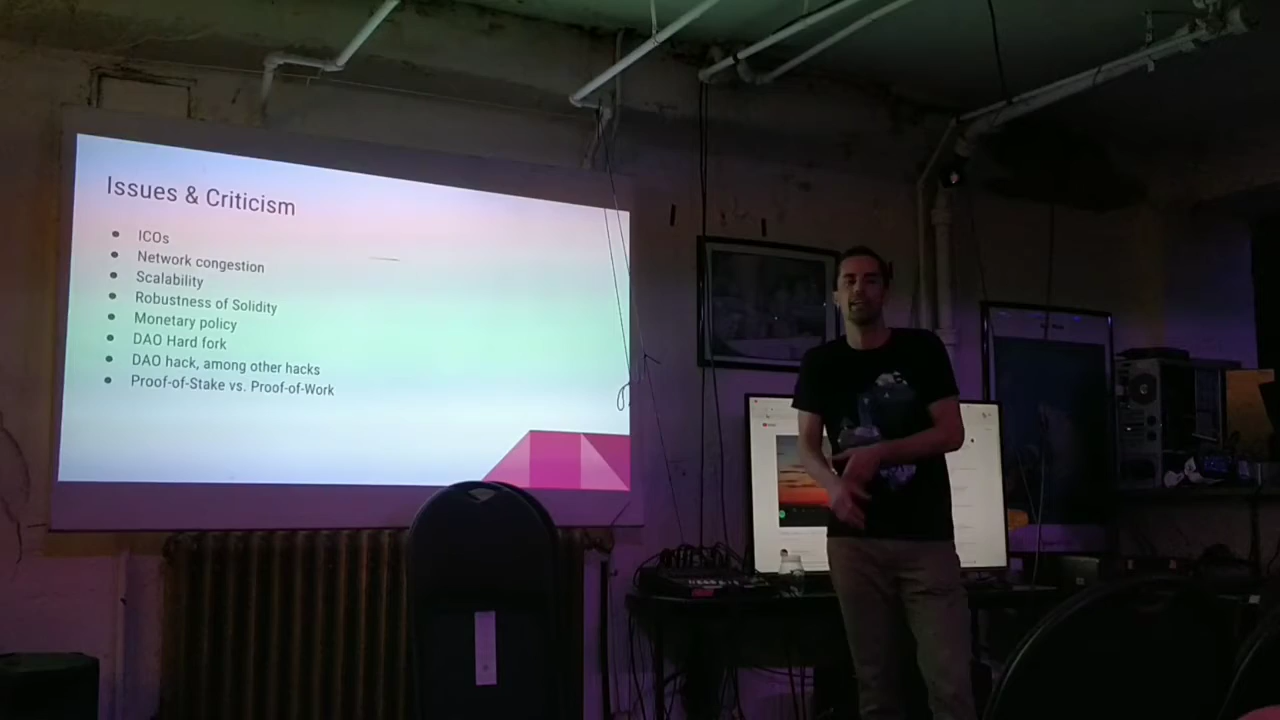 Issues & Criticism
● ICOs
● Network congestion
● Scalability
● Robustness of Solidity
● Monetary policy
● DAO Hard fork
● DAO hack, among other hacks
● Proof-of-Stake vs. Proof-of-Work